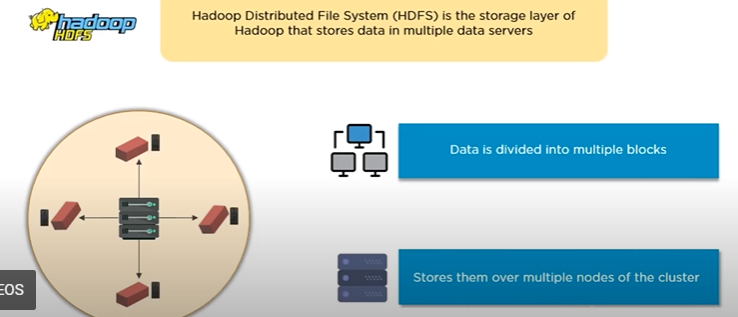 hadoop
HDFS
Hadoop Distributed File System (HDFS) is the storage layer of
Hadoop that stores data in multiple data servers
Data is divided into multiple blocks
Stores them over multiple nodes of the cluster
EOS